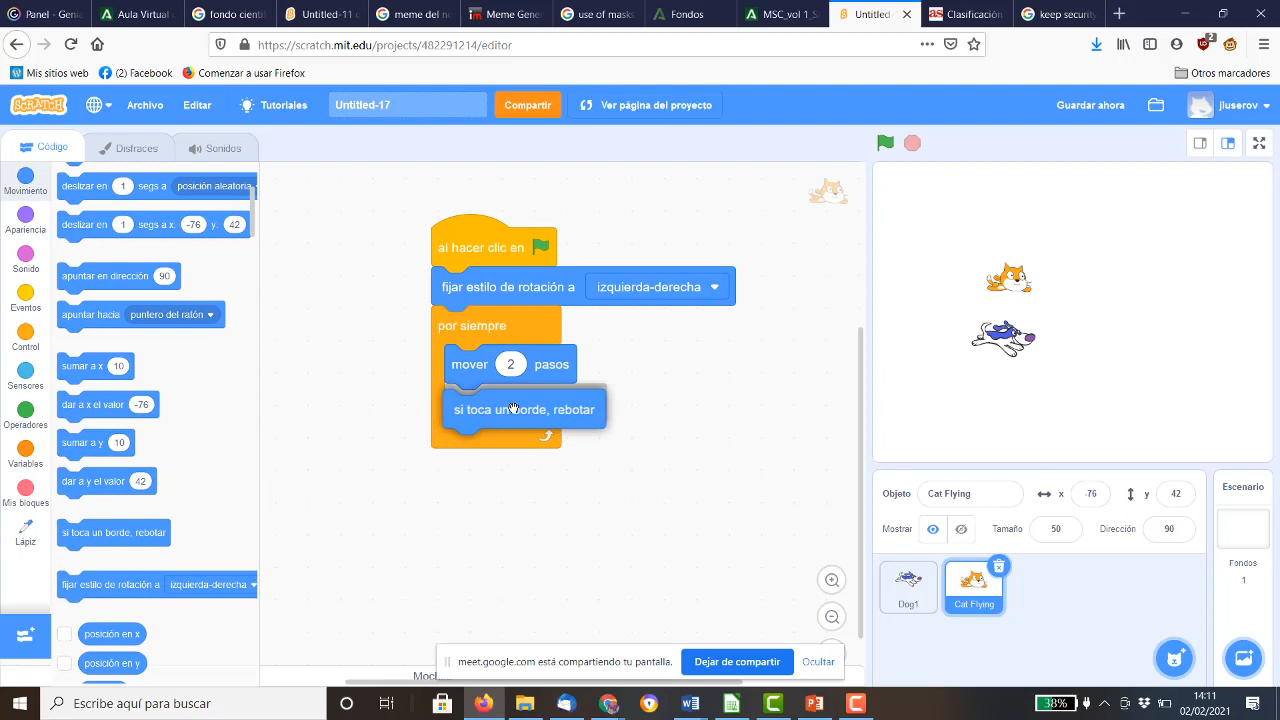 Panel - Genia
Aula Virtual
fondo cientifi
Untitled-11 o
meme del ne
Meme Gener
use of masks
Fondos
MSC_vol 1_S
Untitled-
Clasificación
keep security
https://scratch.mit.edu/projects/482291214/editor
2
Mis sitios web
(2) Facebook
Comenzar a usar Firefox
Otros marcadores
SCRATCH
Archivo
Editar
Tutoriales
Untitled-17
Compartir
Ver página del proyecto
Guardar ahora
jluserov
Código
Disfraces
Sonidos
Movimiento
Apariencia
Sonido
Eventos
Control
Sensores
Operadores
Variables
Mis bloques
Lápiz
deslizar en 1 segs a posición aleatoria
deslizar en 1 segs a x: -76 y: 42
apuntar en dirección 90
apuntar hacia puntero del ratón
sumar a x 10
dar a x el valor -76
sumar a y 10
dar a y el valor 42
si toca un borde, rebotar
fijar estilo de rotación a izquierda-derecha
posición en x
posición en y
al hacer clic en
fijar estilo de rotación a izquierda-derecha
por siempre
mover 2 pasos
si toca un borde, rebotar
Objeto
Cat Flying
x -76
y 42
Mostrar
Tamaño 50
Dirección 90
Dog1
Cat Flying
Escenario
Fondos
1
meet.google.com está compartiendo tu pantalla.
Dejar de compartir
Ocultar
Escribe aquí para buscar
38%
14:11
02/02/2021